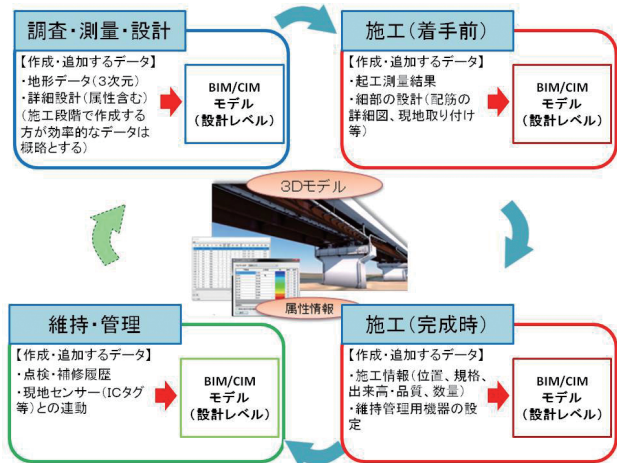 調査・測量・設計
【作成・追加するデータ】
・地形データ(3次元)
・詳細設計(属性含む)
(施工段階で作成する
方が効率的なデータは
概略とする)
BIM/CIM
モデル
(設計レベル)
施工(着手前)
【作成・追加するデータ】
・起工測量結果
・細部の設計(配筋の
詳細図、現地取り付け
等)
BIM/CIM
モデル
(設計レベル)
3Dモデル
属性情報
維持・管理
【作成・追加するデータ】
・点検・補修履歴
・現地センサー(ICタグ
等)との連動
BIM/CIM
モデル
(設計レベル)
施工(完成時)
【作成・追加するデータ】
・施工情報(位置、規格、
出来高・品質、数量)
・維持管理用機器の設
定
BIM/CIM
モデル
(設計レベル)